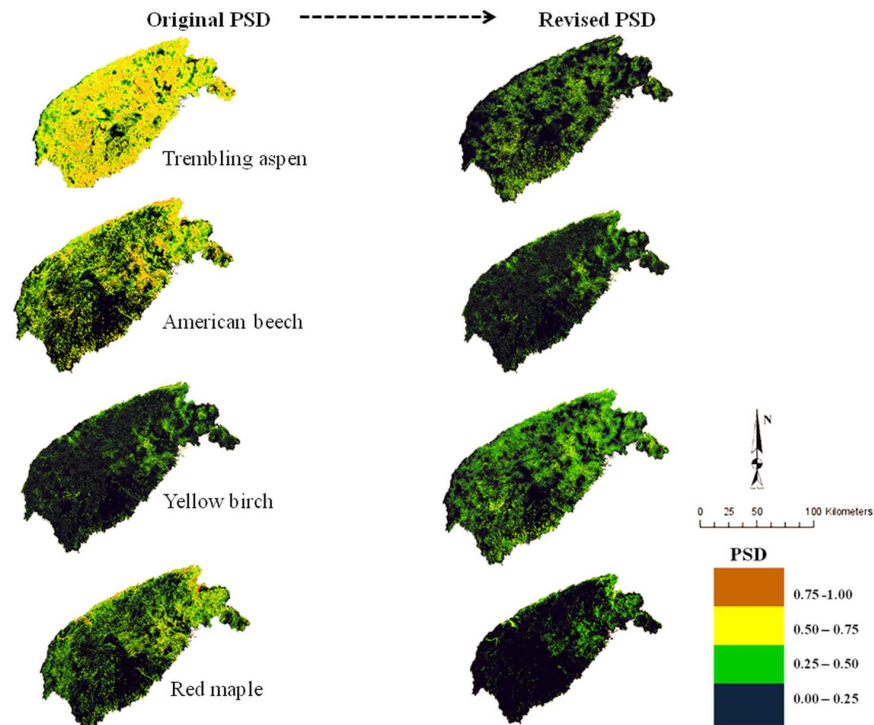 Original PSD
Revised PSD
Trembling aspen
American beech
Yellow birch
Red maple
N
0 25 50 100 Kilometers
PSD
0.75 -1.00
0.50 – 0.75
0.25 – 0.50
0.00 – 0.25